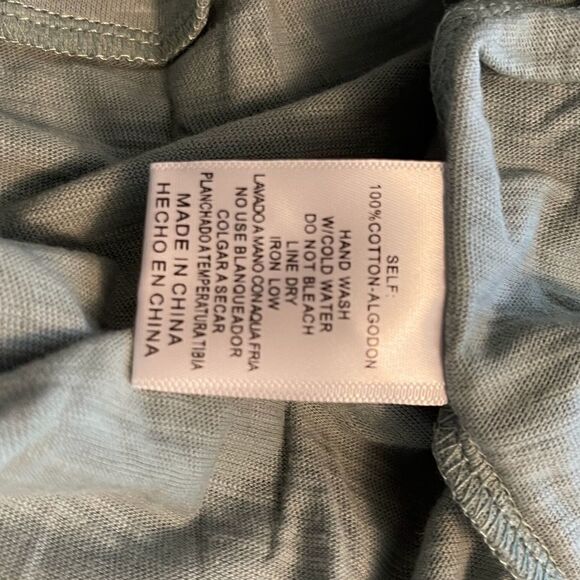 SELF:
100%COTTON-ALGODON
HAND WASH
W/COLD WATER
DO NOT BLEACH
LINE DRY
IRON LOW
LAVADO A MANO CON AQUA FRIA
NO USE BLANQUEADOR
COLGAR A SECAR
PLANCHADO A TEMPERATURA TIBIA
MADE IN CHINA
HECHO EN CHINA